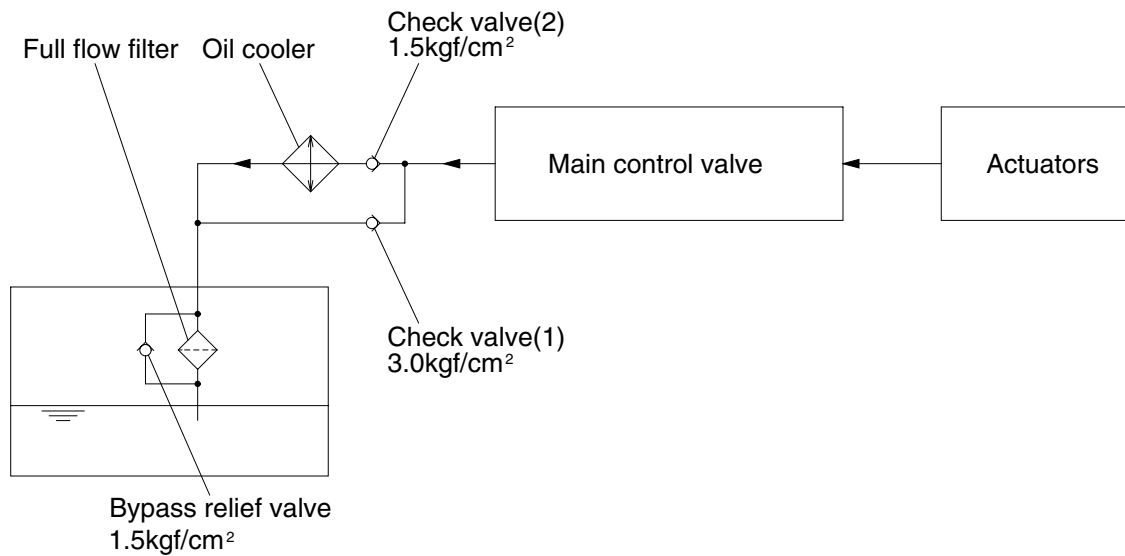 Check valve(2)
1.5kgf/cm²
Full flow filter
Oil cooler
Main control valve
Actuators
Check valve(1)
3.0kgf/cm²
Bypass relief valve
1.5kgf/cm²